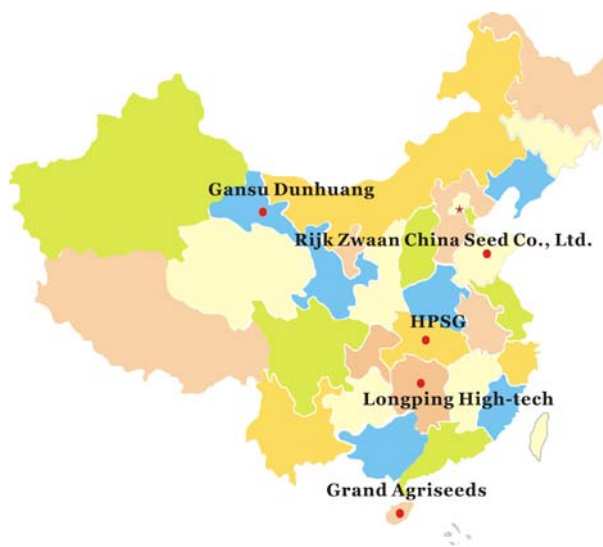 Gansu Dunhuang
Rijk Zwaan China Seed Co., Ltd.
HPSG
Longping High-tech
Grand Agriseeds